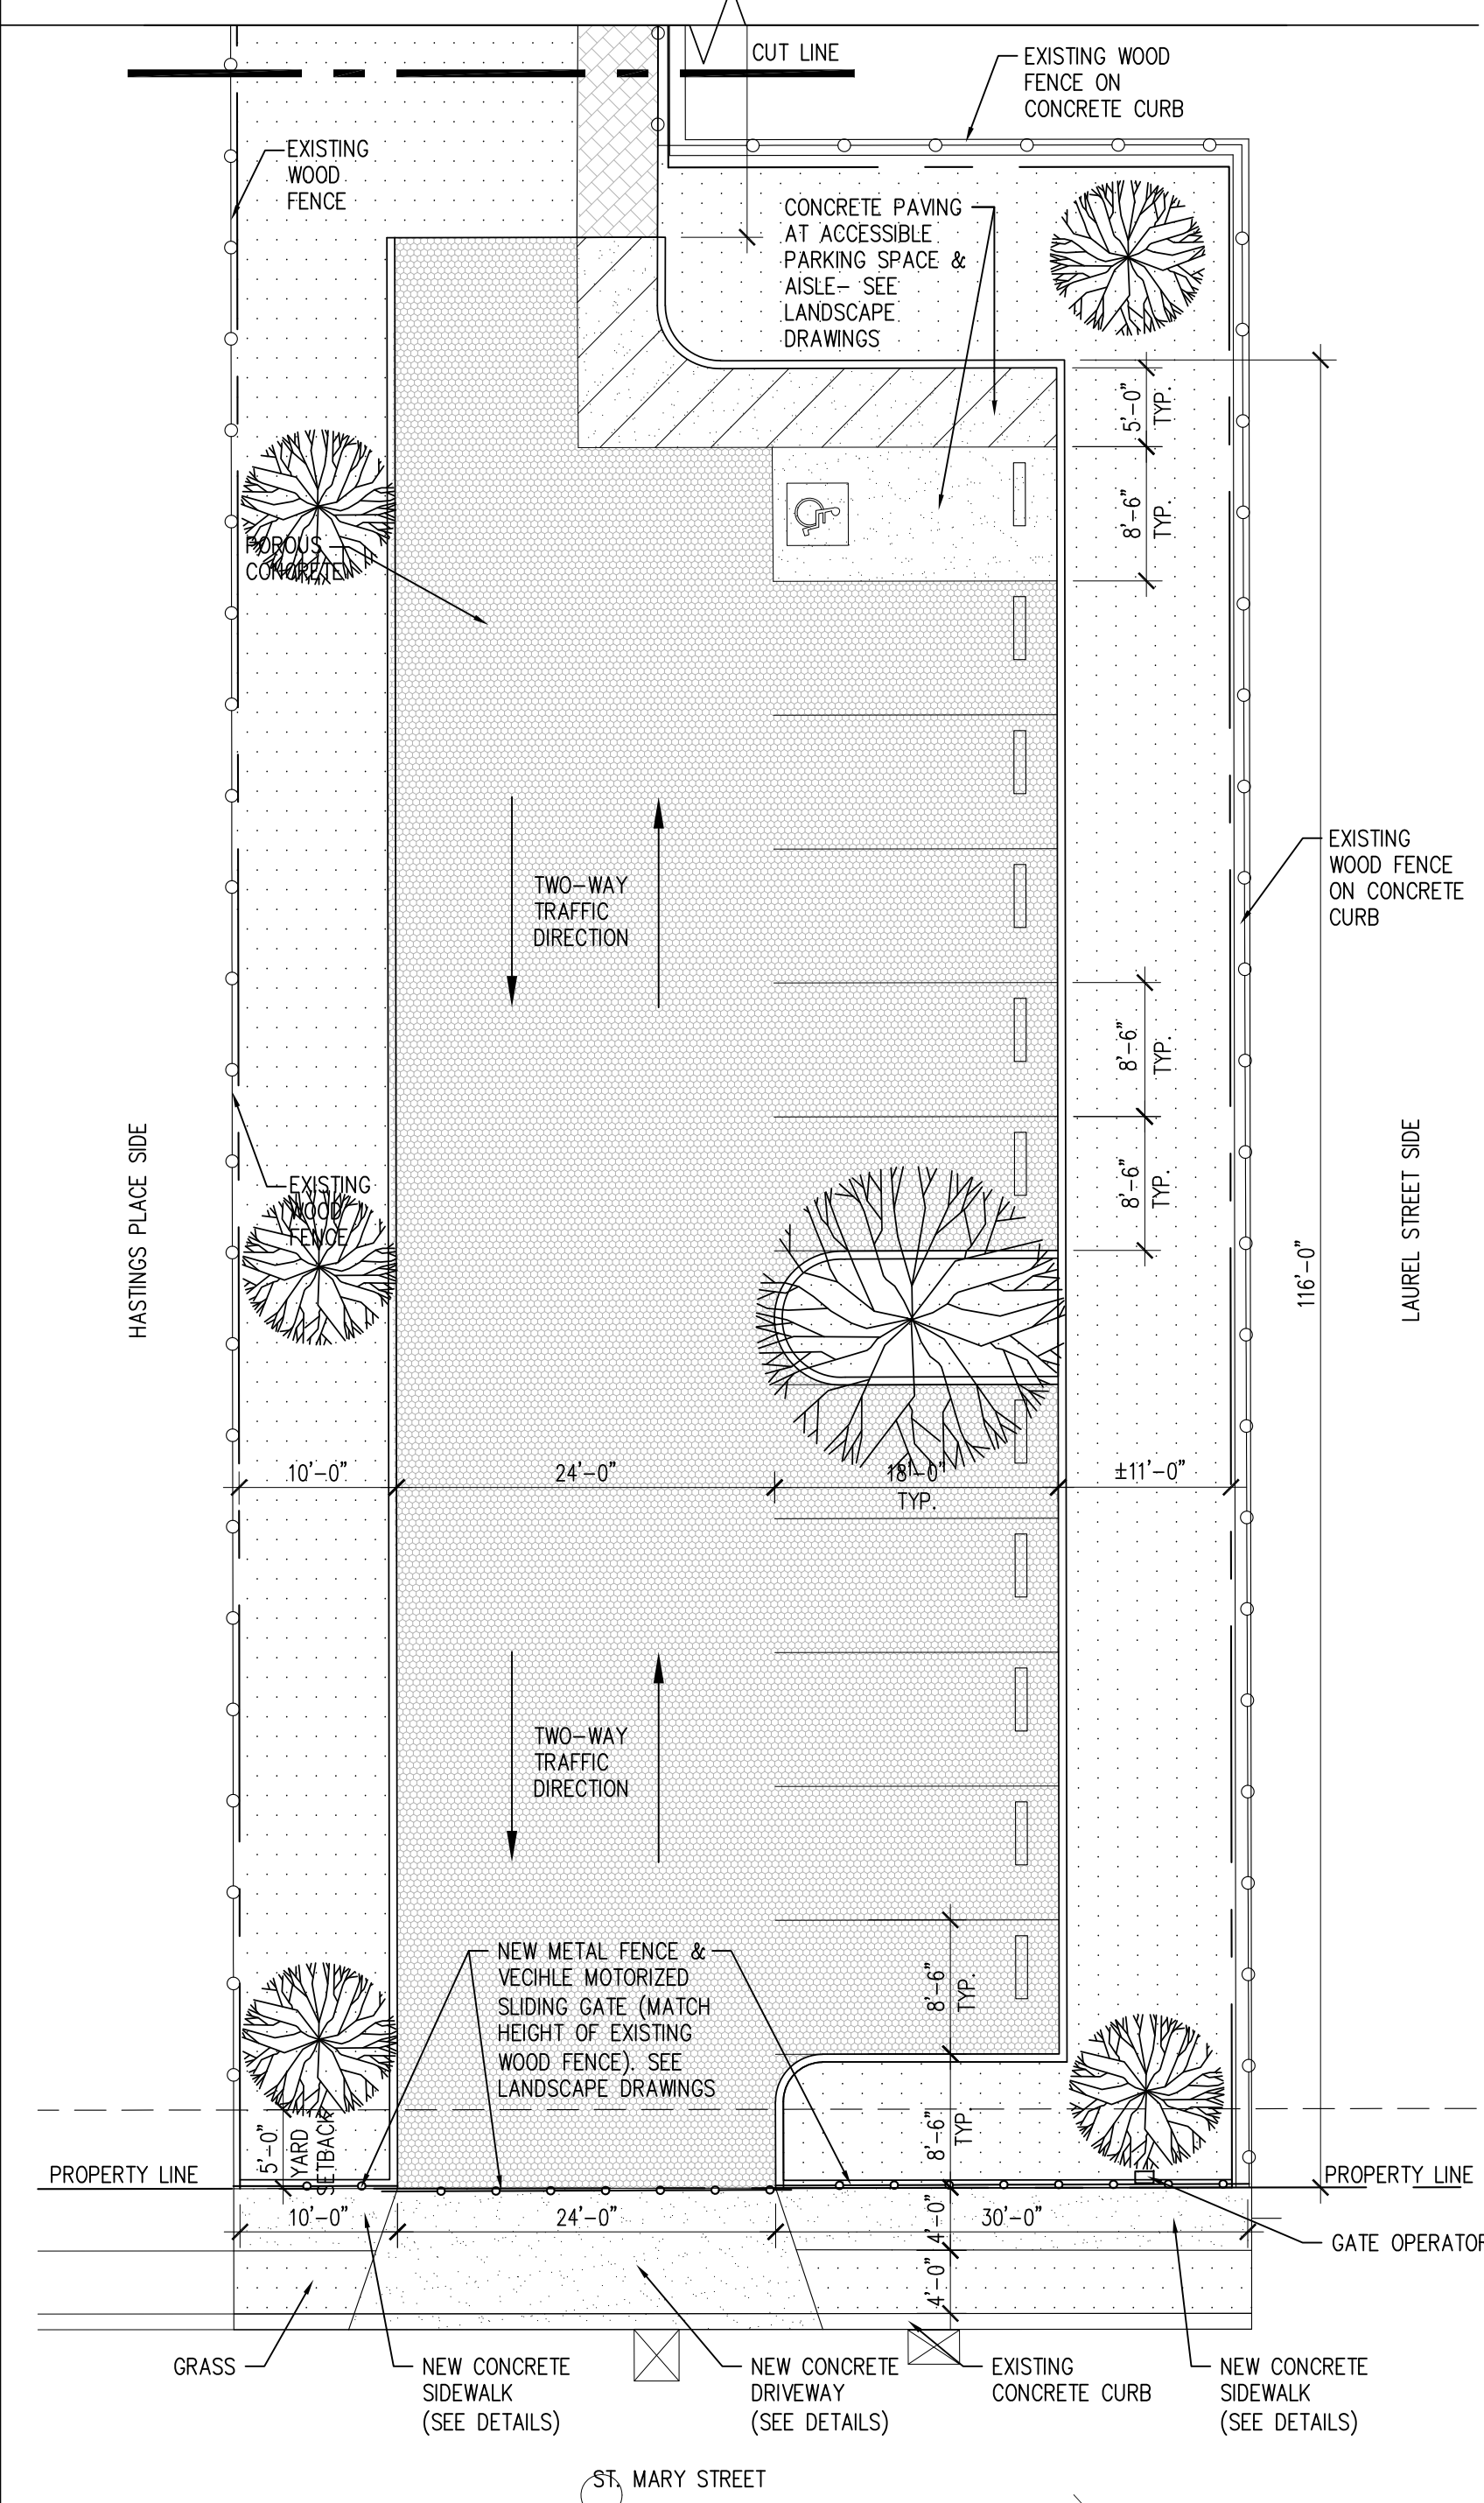 CUT LINE
EXISTING WOOD
FENCE ON
CONCRETE CURB
EXISTING
WOOD
FENCE
CONCRETE PAVING
AT ACCESSIBLE
PARKING SPACE &
AISLE– SEE
LANDSCAPE
DRAWINGS
5'–0"
TYP.
8'–6"
TYP.
POROUS
CONCRETE
EXISTING
WOOD FENCE
ON CONCRETE
CURB
TWO–WAY
TRAFFIC
DIRECTION
8'–6"
TYP.
8'–6"
TYP.
HASTINGS PLACE SIDE
EXISTING
WOOD
FENCE
116'–0"
LAUREL STREET SIDE
10'–0"
24'–0"
18'–0"
TYP.
±11'–0"
TWO–WAY
TRAFFIC
DIRECTION
NEW METAL FENCE &
VECIHLE MOTORIZED
SLIDING GATE (MATCH
HEIGHT OF EXISTING
WOOD FENCE). SEE
LANDSCAPE DRAWINGS
8'–6"
TYP.
8'–6"
TYP.
5'–0"
YARD
SETBACK
PROPERTY LINE
PROPERTY LINE
10'–0"
24'–0"
4'–0"
30'–0"
GATE OPERATOR
4'–0"
GRASS
NEW CONCRETE
SIDEWALK
(SEE DETAILS)
NEW CONCRETE
DRIVEWAY
(SEE DETAILS)
EXISTING
CONCRETE CURB
NEW CONCRETE
SIDEWALK
(SEE DETAILS)
ST. MARY STREET